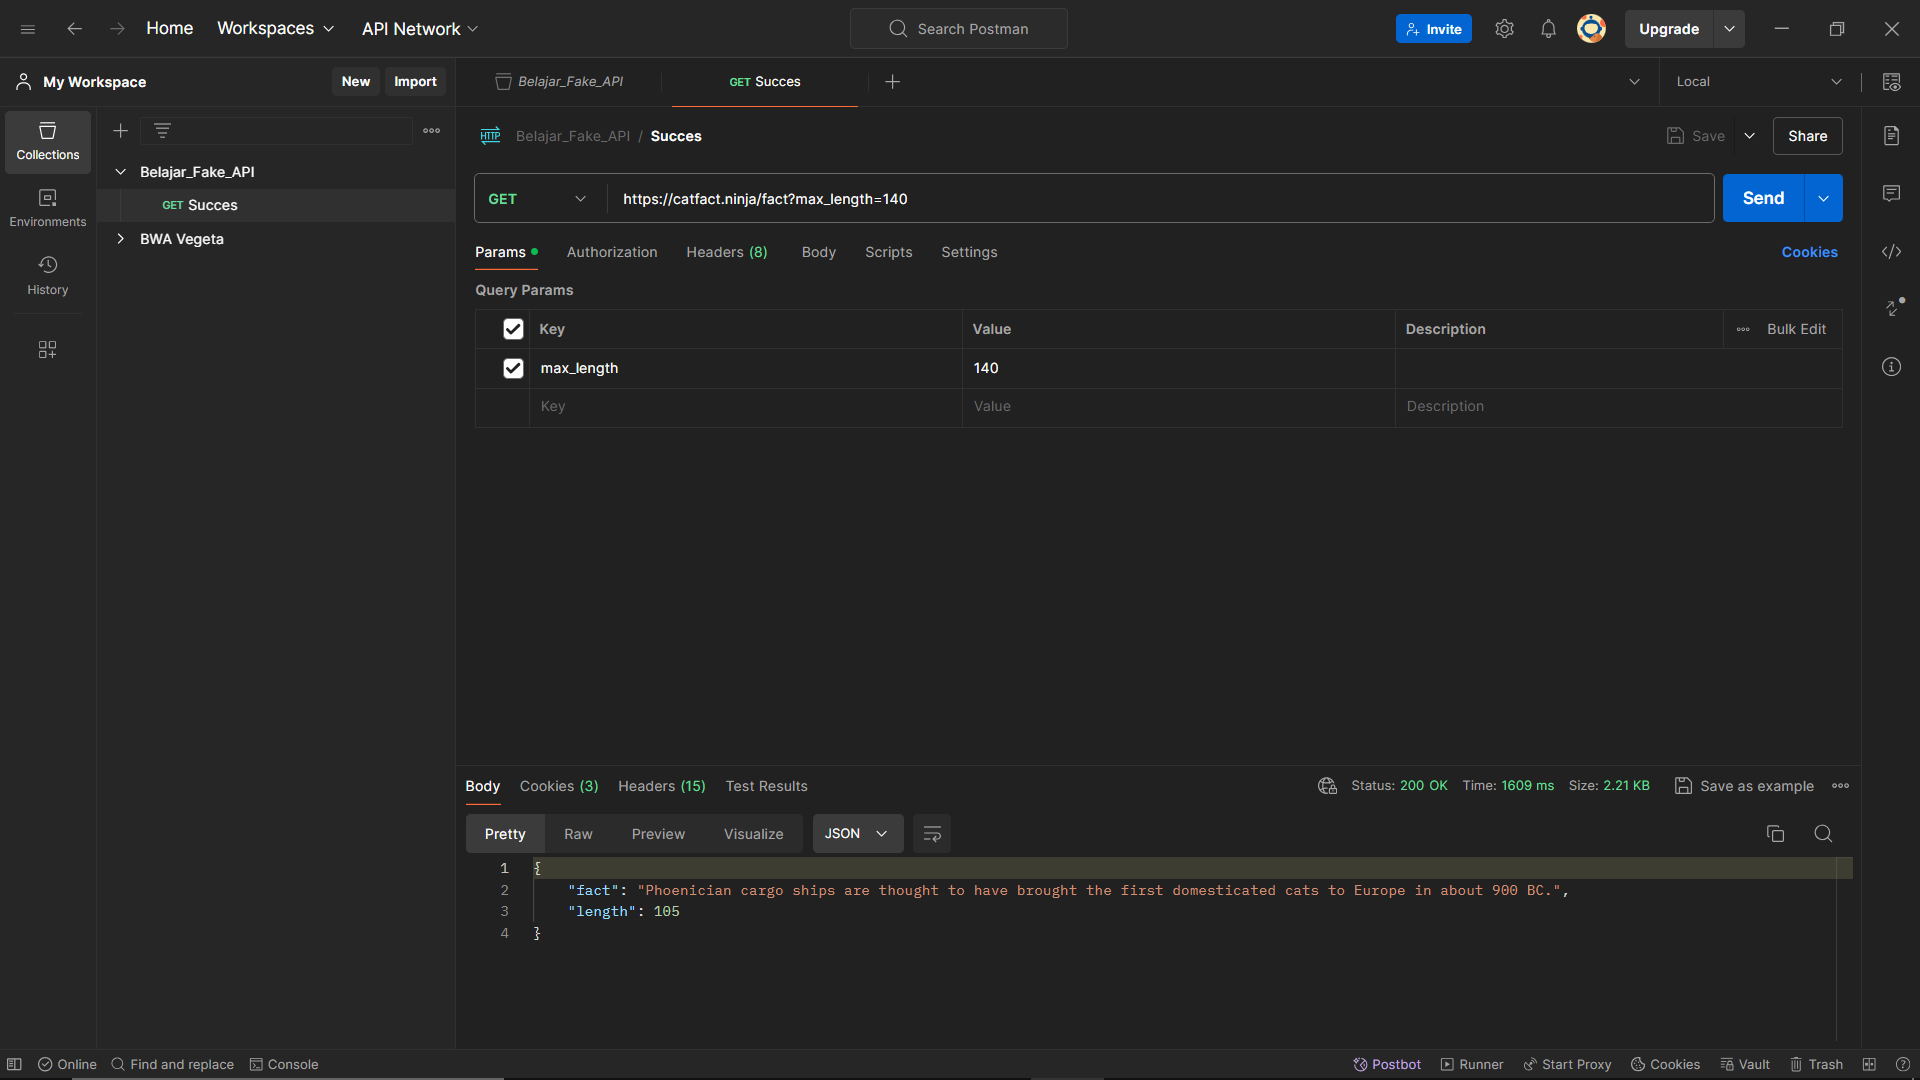 Home Workspaces API Network Search Postman Invite Upgrade
My Workspace New Import Belajar_Fake_API GET Succes Local
Collections
Environments
History
Belajar_Fake_API
GET Succes
BWA Vegeta
HTTP Belajar_Fake_API / Succes Save Share
GET https://catfact.ninja/fact?max_length=140 Send
Params Authorization Headers (8) Body Scripts Settings Cookies
Query Params
Key Value Description Bulk Edit
max_length 140
Key Value Description
Body Cookies (3) Headers (15) Test Results Status: 200 OK Time: 1609 ms Size: 2.21 KB Save as example
Pretty Raw Preview Visualize JSON
1 {
2 "fact": "Phoenician cargo ships are thought to have brought the first domesticated cats to Europe in about 900 BC.",
3 "length": 105
4 }
Online Find and replace Console Postbot Runner Start Proxy Cookies Vault Trash